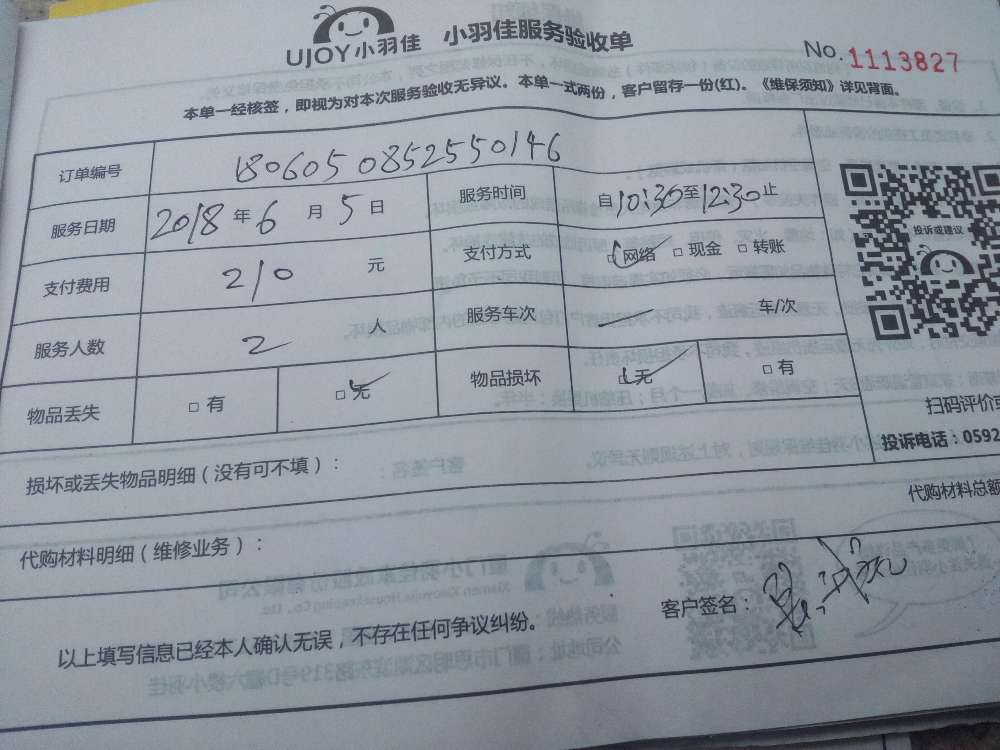 UJOY小羽佳 小羽佳服务验收单
No. 1113827
本单一经核签，即视为对本次服务验收无异议。本单一式两份，客户留存一份(红)。《维保须知》详见背面。
订单编号 1806050852550146
服务日期 2018年6月5日 服务时间 自10:30至12:30止
支付费用 210 元 支付方式 □网络 □现金 □转账
服务人数 2 人 服务车次 — 车/次
物品丢失 □有 □无 物品损坏 □无 □有
投诉或建议
扫码评价或
投诉电话：0592
损坏或丢失物品明细（没有可不填）：
代购材料总额
代购材料明细（维修业务）：
客户签名：
以上填写信息已经本人确认无误，不存在任何争议纠纷。